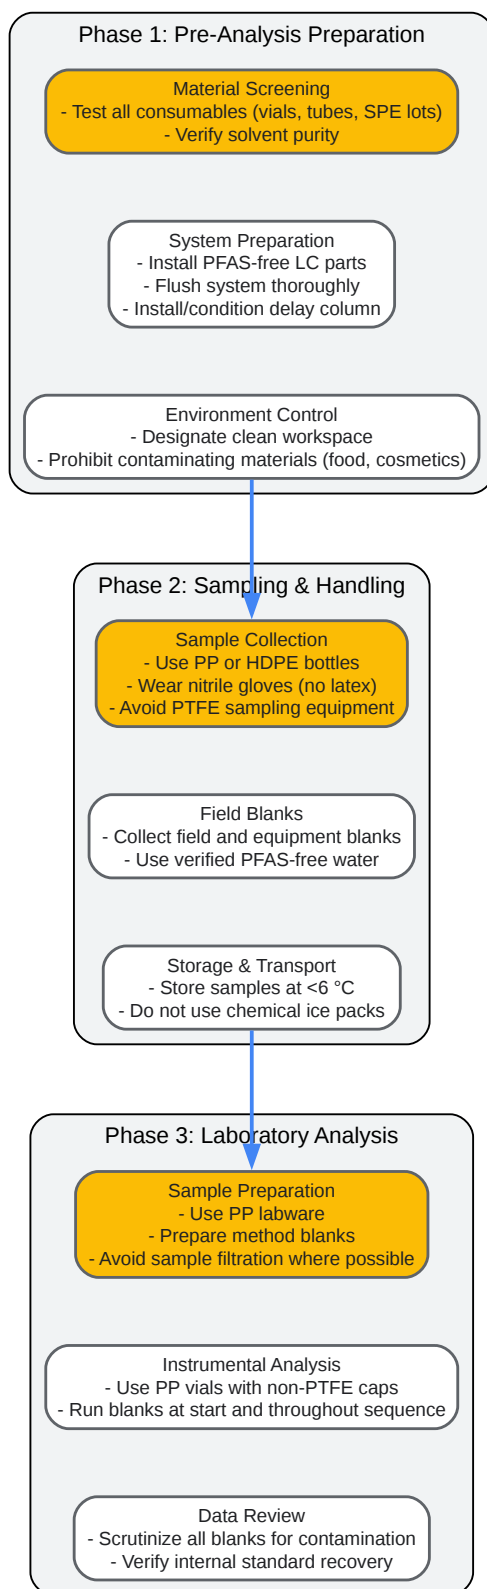 Phase 1: Pre-Analysis Preparation
Material Screening
- Test all consumables (vials, tubes, SPE lots)
- Verify solvent purity
System Preparation
- Install PFAS-free LC parts
- Flush system thoroughly
- Install/condition delay column
Environment Control
- Designate clean workspace
- Prohibit contaminating materials (food, cosmetics)
Phase 2: Sampling & Handling
Sample Collection
- Use PP or HDPE bottles
- Wear nitrile gloves (no latex)
- Avoid PTFE sampling equipment
Field Blanks
- Collect field and equipment blanks
- Use verified PFAS-free water
Storage & Transport
- Store samples at <6 °C
- Do not use chemical ice packs
Phase 3: Laboratory Analysis
Sample Preparation
- Use PP labware
- Prepare method blanks
- Avoid sample filtration where possible
Instrumental Analysis
- Use PP vials with non-PTFE caps
- Run blanks at start and throughout sequence
Data Review
- Scrutinize all blanks for contamination
- Verify internal standard recovery